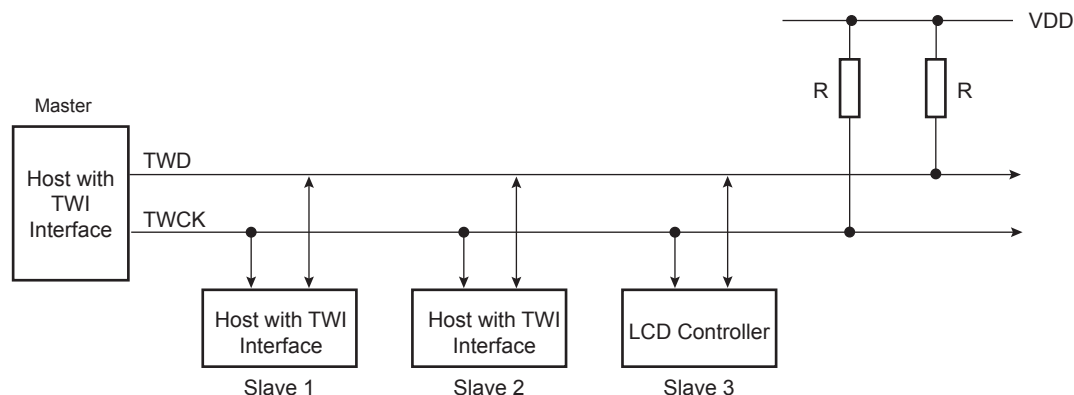 VDD
R
R
Master
Host with
TWI
Interface
TWD
TWCK
Host with TWI
Interface
Slave 1
Host with TWI
Interface
Slave 2
LCD Controller
Slave 3